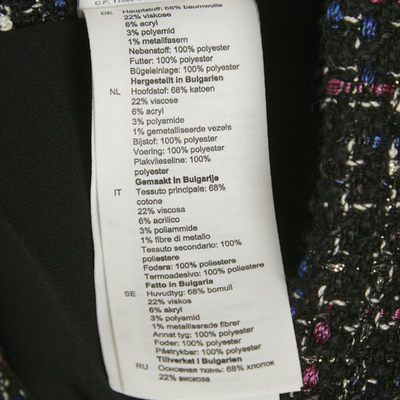 C.P. 11020
DE Hauptstoff: 68% baumwolle
22% viskose
6% acryl
3% polyamid
1% metallfasern
Nebenstoff: 100% polyester
Futter: 100% polyester
Bügeleinlage: 100% polyester
Hergestellt in Bulgarien
NL Hoofdstof: 68% katoen
22% viscose
6% acryl
3% polyamide
1% gemetalliseerde vezels
Bijstof: 100% polyester
Voering: 100% polyester
Plakvlieseline: 100%
polyester
Gemaakt in Bulgarije
IT Tessuto principale: 68%
cotone
22% viscosa
6% acrilico
3% poliammide
1% fibre di metallo
Tessuto secondario: 100%
poliestere
Fodera: 100% poliestere
Termoadesivo: 100% poliestere
Fatto in Bulgaria
SE Huvudtyg: 68% bomull
22% viskos
6% akryl
3% polyamid
1% metalliserade fibrer
Annat tyg: 100% polyester
Foder: 100% polyester
Påstrykbar: 100% polyester
Tillverkat i Bulgarien
RU Основная ткань: 68% хлопок
22% вискоза